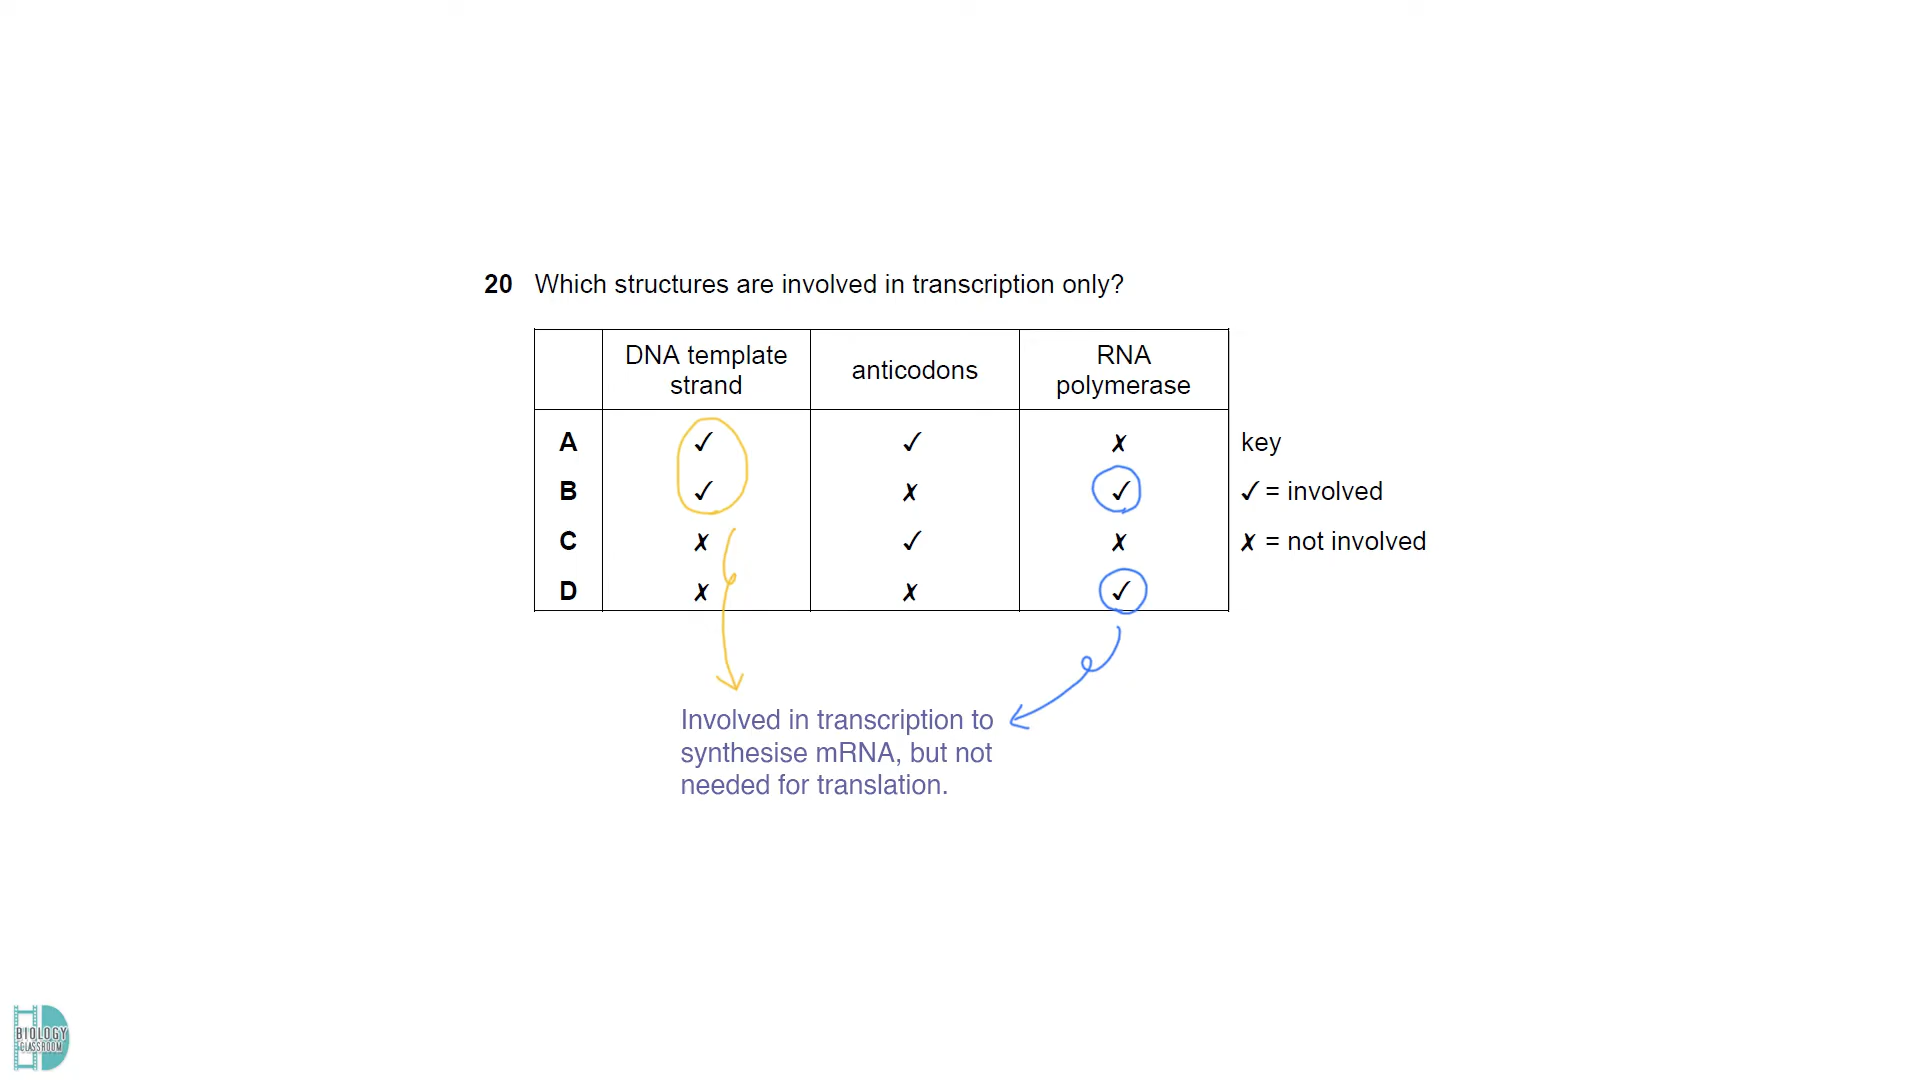 20 Which structures are involved in transcription only?
DNA template strand anticodons RNA polymerase
A ✓ ✓ ✗ key
B ✓ ✗ ✓ ✓ = involved
C ✗ ✓ ✗ ✗ = not involved
D ✗ ✗ ✓
Involved in transcription to
synthesise mRNA, but not
needed for translation.
BIOLOGY
CLASSROOM